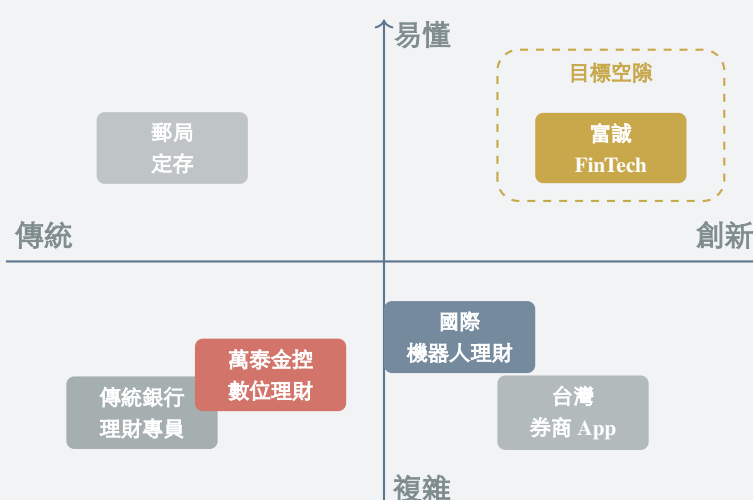 易懂
目標空隙
郵局
定存
富誠
FinTech
傳統
創新
國際
機器人理財
萬泰金控
數位理財
傳統銀行
理財專員
台灣
券商 App
複雜